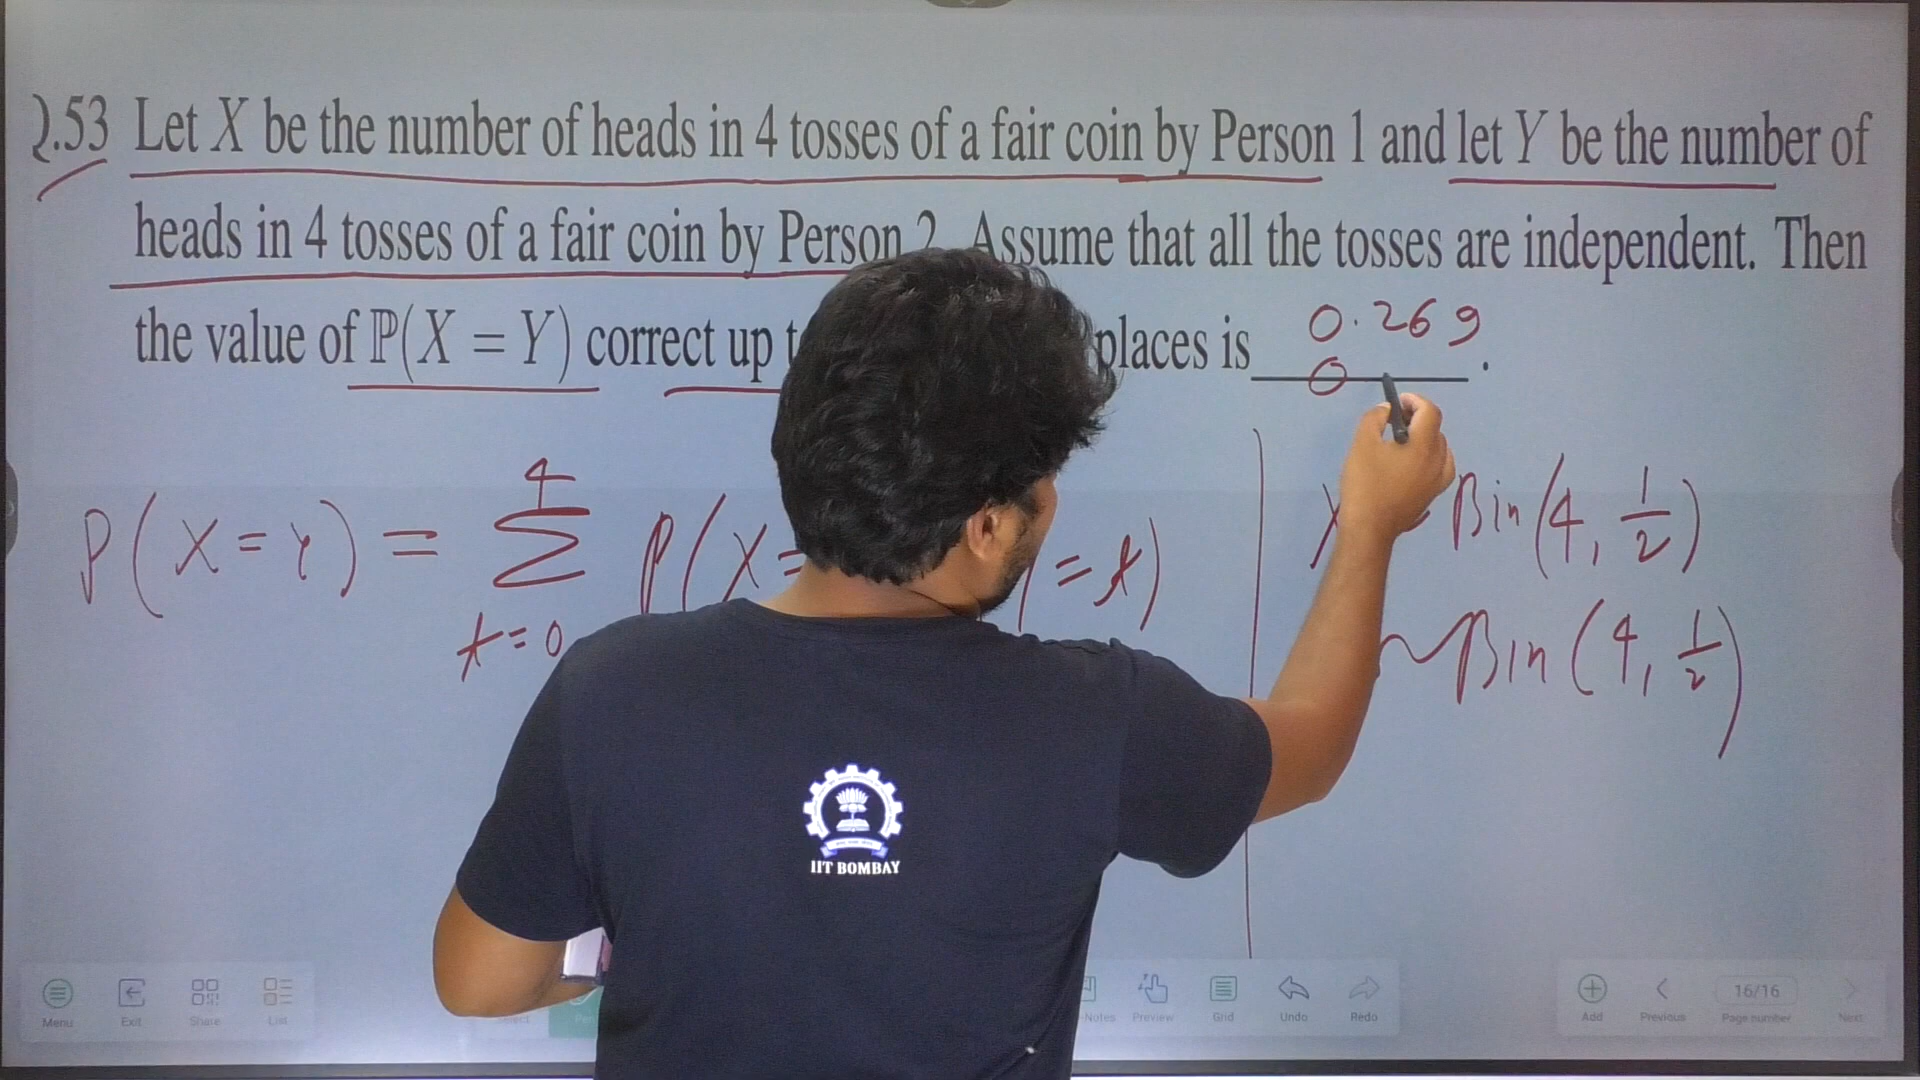 Q.53 Let X be the number of heads in 4 tosses of a fair coin by Person 1 and let Y be the number of
heads in 4 tosses of a fair coin by Person 2. Assume that all the tosses are independent. Then
the value of ℙ(X = Y) correct up places is 0.269 .
0
P(X=Y) = 4 Σ P(X= =x)
x=0
X Bin(4, 1/2)
~Bin(4, 1/2)
IIT BOMBAY
Menu Exit Share List Notes Preview Grid Undo Redo Add Previous 16/16 Page number Next